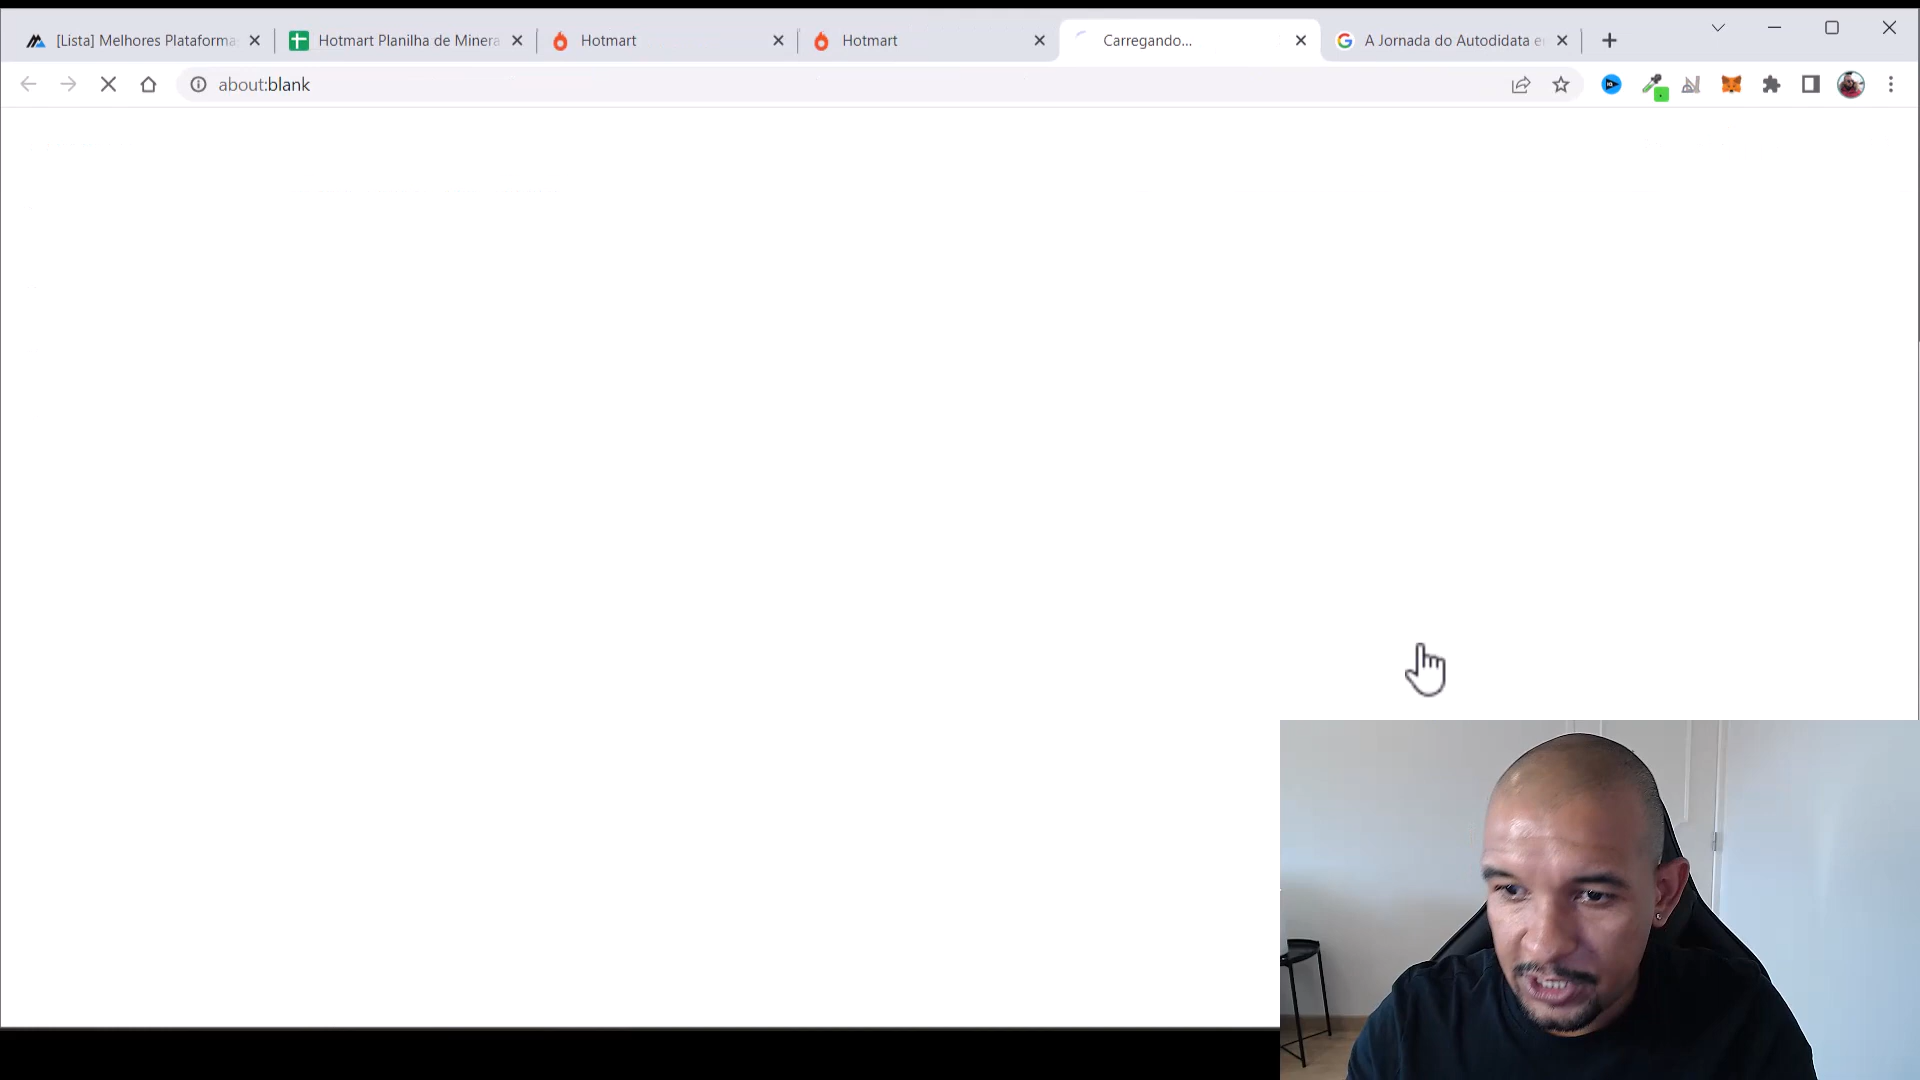 [Lista] Melhores Plataforma
Hotmart Planilha de Minera
Hotmart
Hotmart
Carregando...
A Jornada do Autodidata e
about:blank